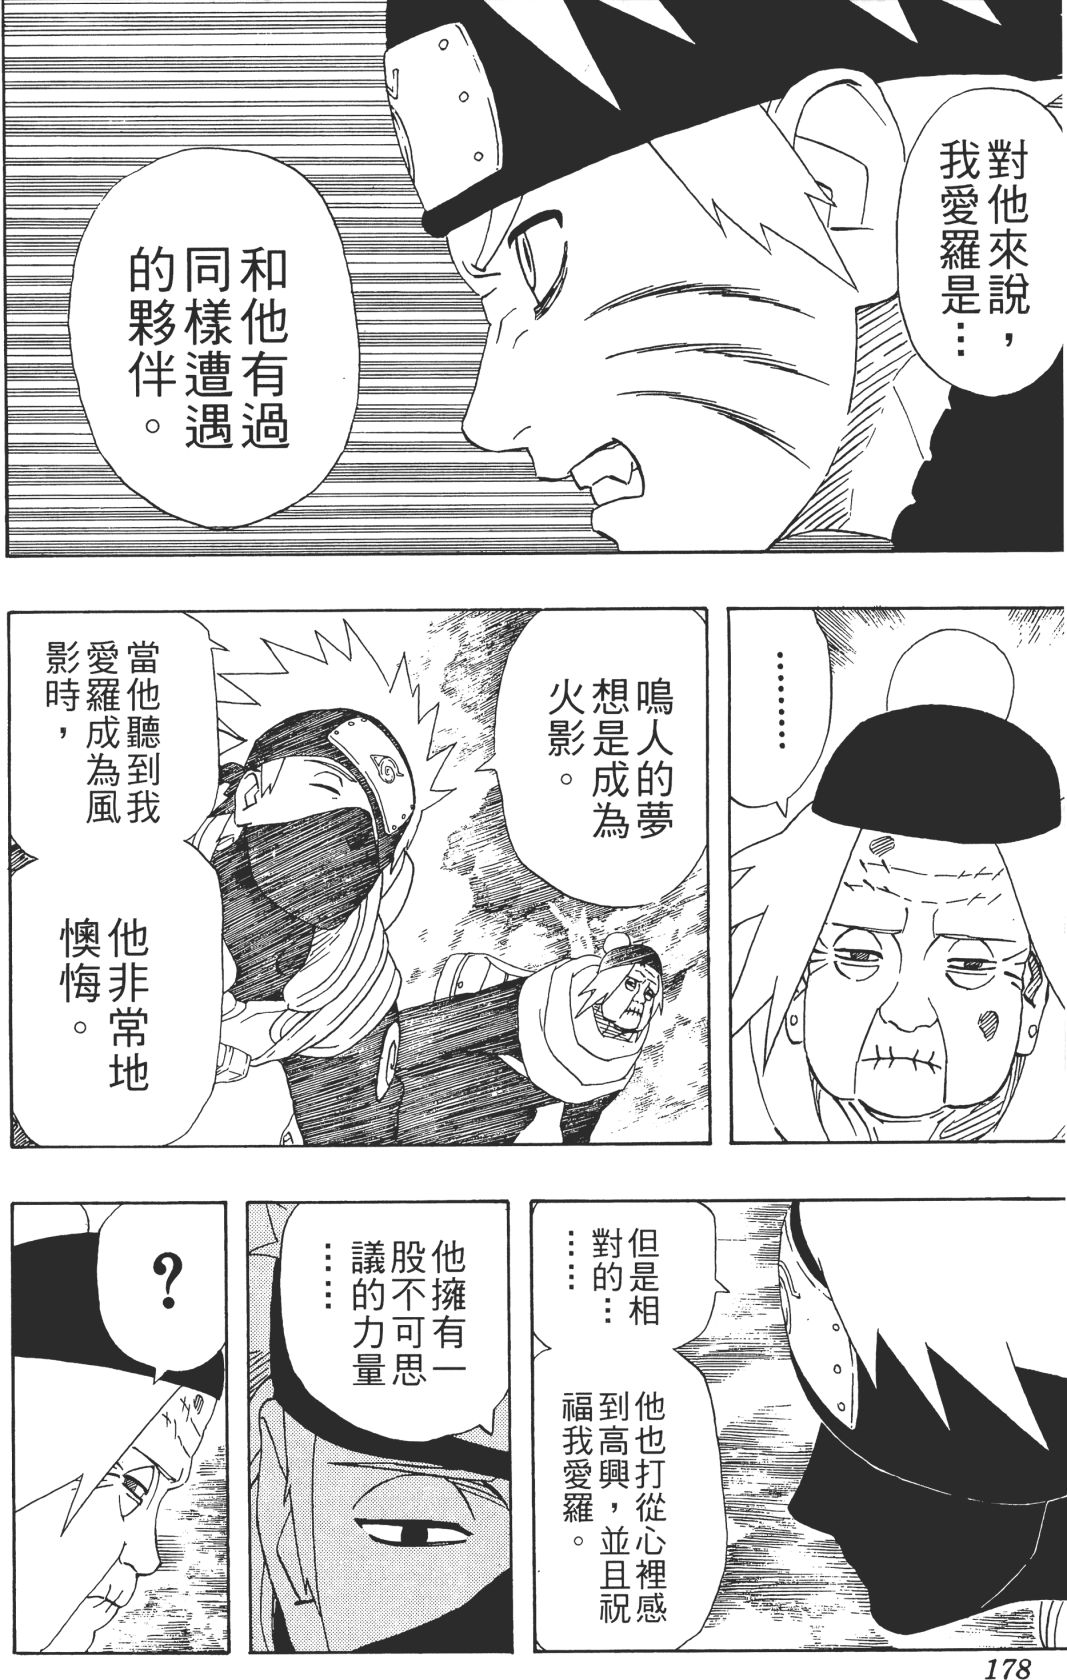 對他來說，
我愛羅是…
和他有過
同樣遭遇
的夥伴。
………
鳴人的夢
想是成為
火影。
當他聽到我
愛羅成為風
影時，
他非常地
懊悔。
但是相
對的…
……
他也打從心裡感
到高興，並且祝
福我愛羅。
他擁有一
股不可思
議的力量
……
？
178